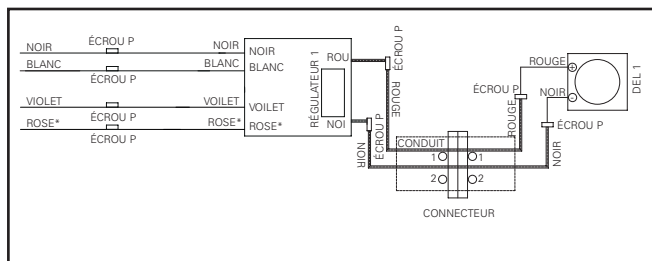 NOIR ÉCROU P NOIR NOIR
BLANC ÉCROU P BLANC BLANC
VIOLET ÉCROU P VOILET VOILET
ROSE* ÉCROU P ROSE* ROSE*
RÉGULATEUR 1
ROU
NOI
ÉCROU P
ROUGE
ÉCROU P
NOIR
CONDUIT
1 1
2 2
CONNECTEUR
ROUGE
ÉCROU P
ROUGE
NOIR
ÉCROU P
NOIR
+
-
DEL 1